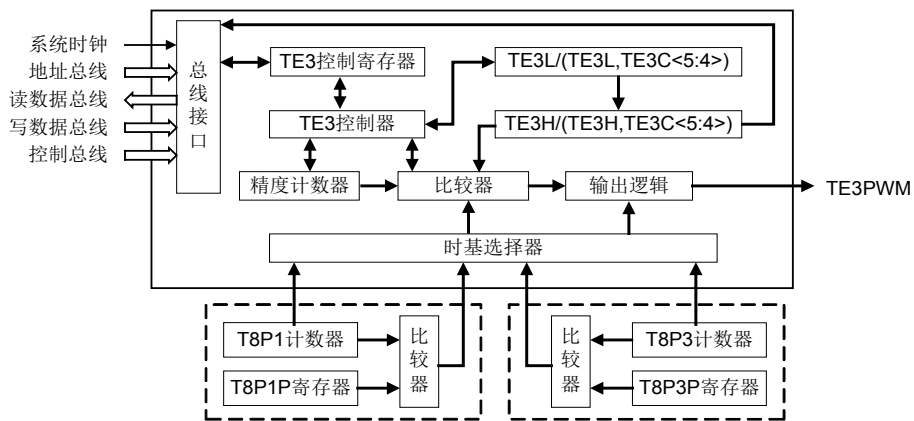 系统时钟
地址总线
读数据总线
写数据总线
控制总线
总线接口
TE3控制寄存器
TE3L/(TE3L,TE3C<5:4>)
TE3控制器
TE3H/(TE3H,TE3C<5:4>)
精度计数器
比较器
输出逻辑
TE3PWM
时基选择器
T8P1计数器
比较器
T8P1P寄存器
比较器
T8P3计数器
T8P3P寄存器